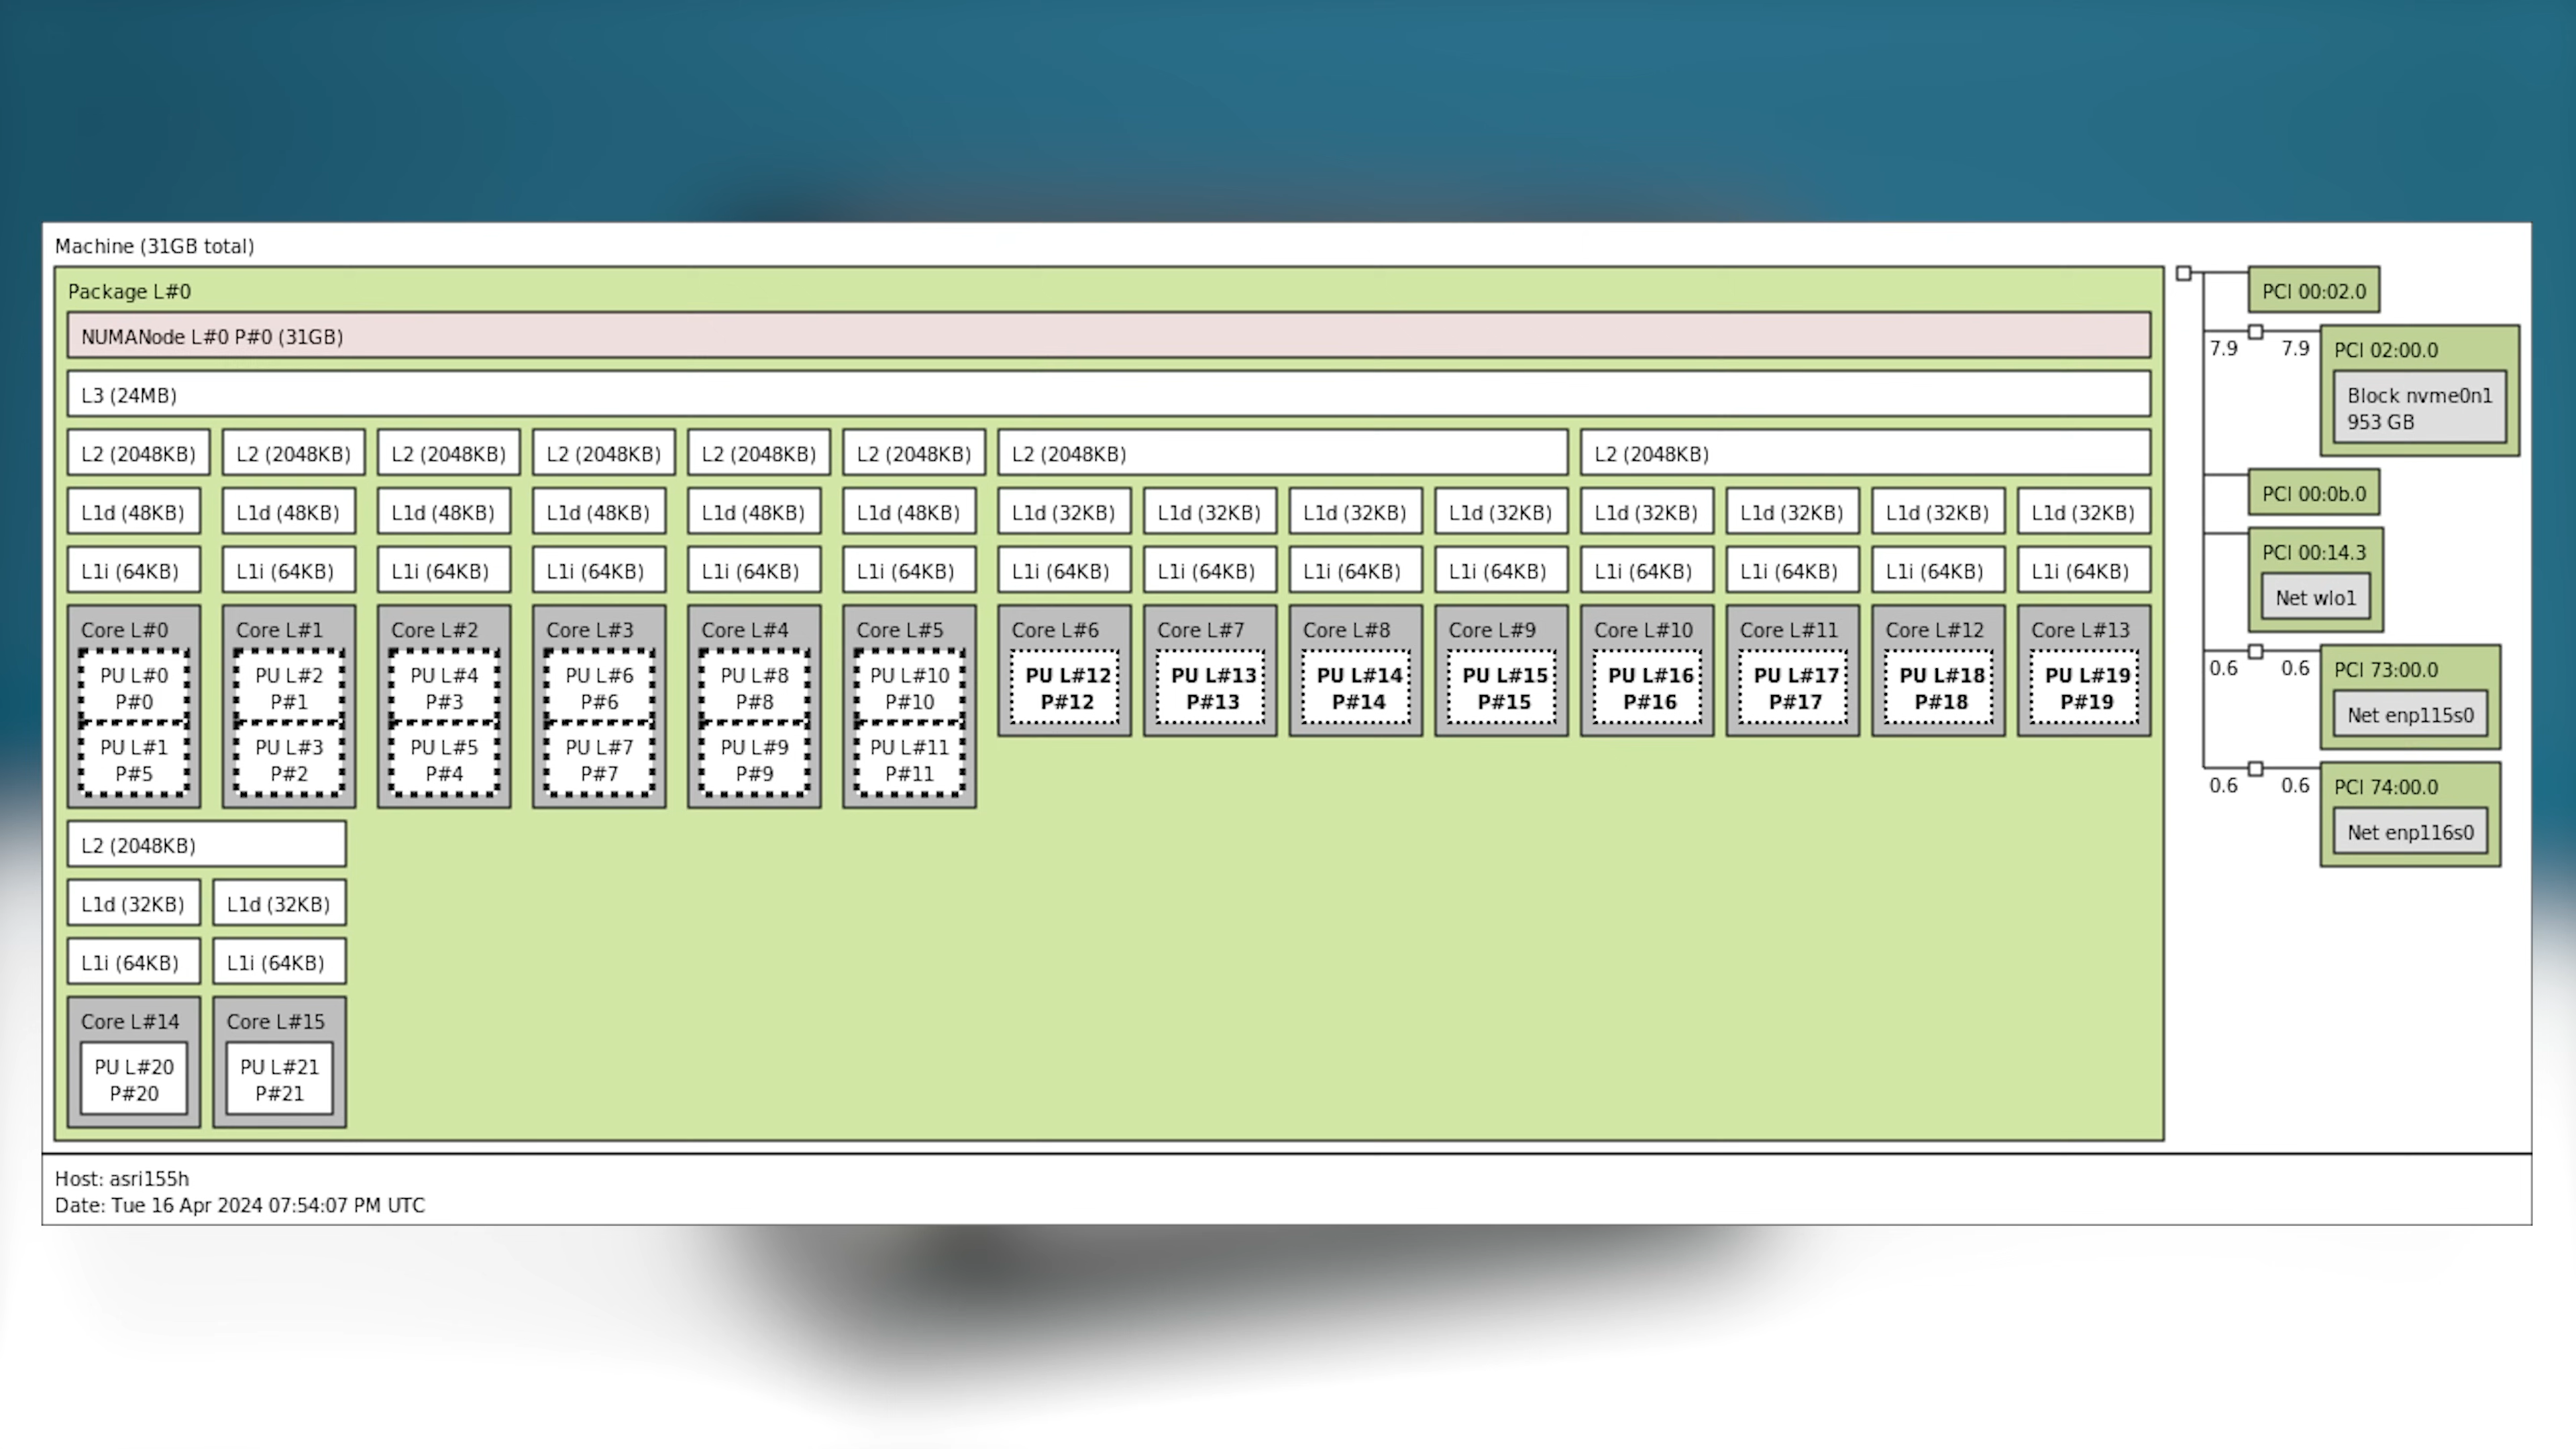 Machine (31GB total)
Package L#0
NUMANode L#0 P#0 (31GB)
L3 (24MB)
L2 (2048KB) L2 (2048KB) L2 (2048KB) L2 (2048KB) L2 (2048KB) L2 (2048KB) L2 (2048KB) L2 (2048KB)
L1d (48KB) L1d (48KB) L1d (48KB) L1d (48KB) L1d (48KB) L1d (48KB) L1d (32KB) L1d (32KB) L1d (32KB) L1d (32KB) L1d (32KB) L1d (32KB) L1d (32KB) L1d (32KB)
L1i (64KB) L1i (64KB) L1i (64KB) L1i (64KB) L1i (64KB) L1i (64KB) L1i (64KB) L1i (64KB) L1i (64KB) L1i (64KB) L1i (64KB) L1i (64KB) L1i (64KB) L1i (64KB)
Core L#0 Core L#1 Core L#2 Core L#3 Core L#4 Core L#5 Core L#6 Core L#7 Core L#8 Core L#9 Core L#10 Core L#11 Core L#12 Core L#13
PU L#0 PU L#2 PU L#4 PU L#6 PU L#8 PU L#10 PU L#12 PU L#13 PU L#14 PU L#15 PU L#16 PU L#17 PU L#18 PU L#19
P#0 P#1 P#3 P#6 P#8 P#10 P#12 P#13 P#14 P#15 P#16 P#17 P#18 P#19
PU L#1 PU L#3 PU L#5 PU L#7 PU L#9 PU L#11
P#5 P#2 P#4 P#7 P#9 P#11
L2 (2048KB)
L1d (32KB) L1d (32KB)
L1i (64KB) L1i (64KB)
Core L#14 Core L#15
PU L#20 PU L#21
P#20 P#21
PCI 00:02.0
7.9 7.9 PCI 02:00.0
Block nvme0n1
953 GB
PCI 00:0b.0
PCI 00:14.3
Net wlo1
0.6 0.6 PCI 73:00.0
Net enp115s0
0.6 0.6 PCI 74:00.0
Net enp116s0
Host: asri155h
Date: Tue 16 Apr 2024 07:54:07 PM UTC